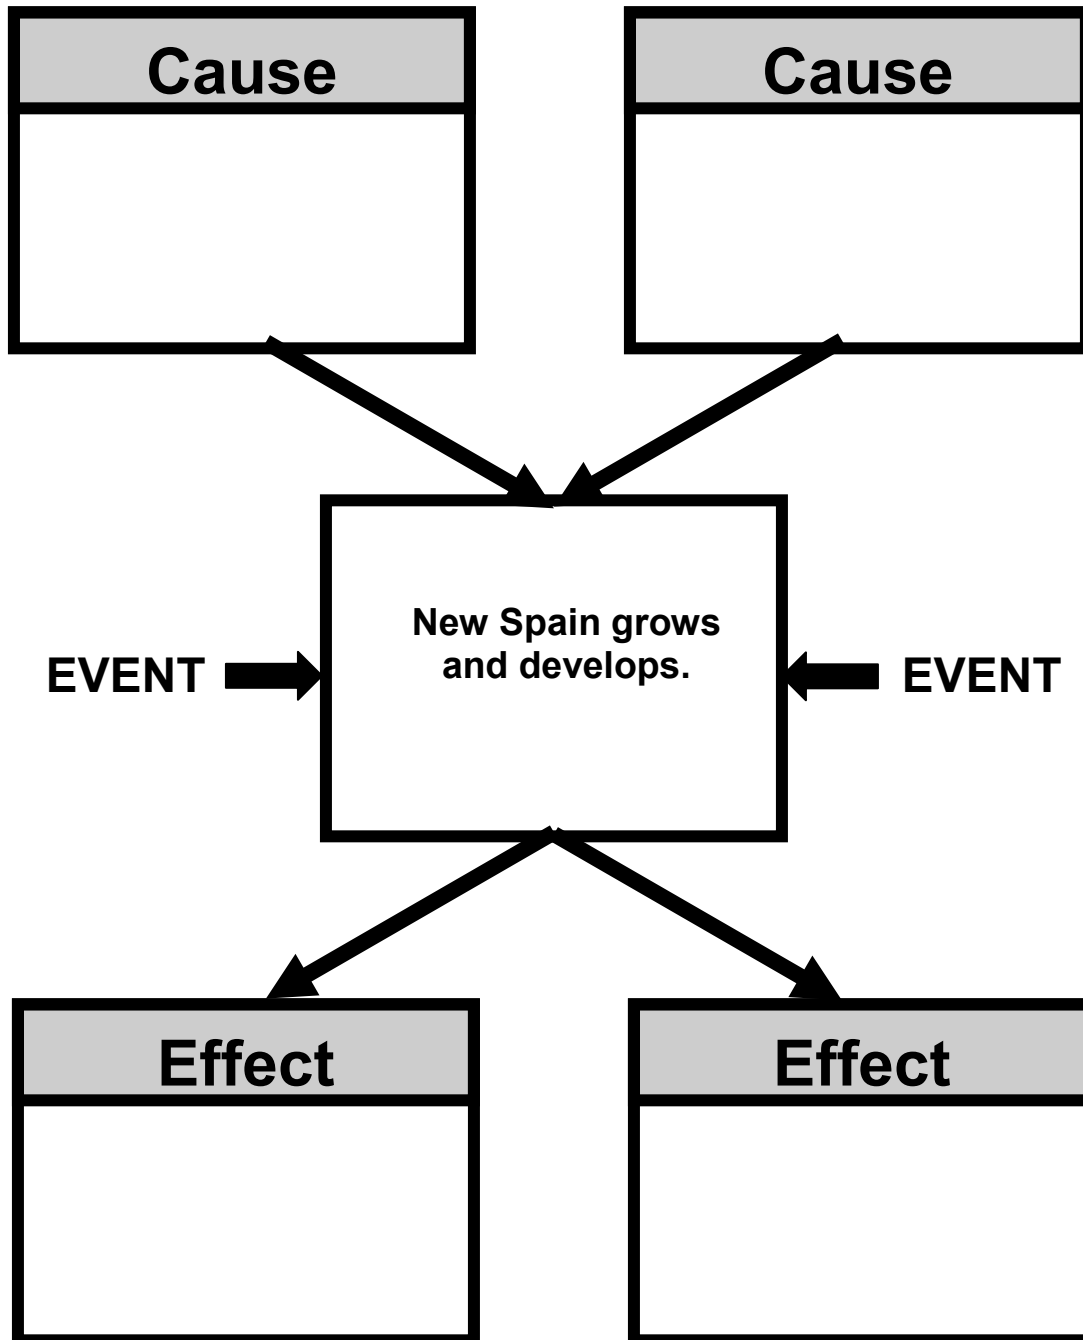 Cause
Cause
New Spain grows
and develops.
EVENT
EVENT
Effect
Effect